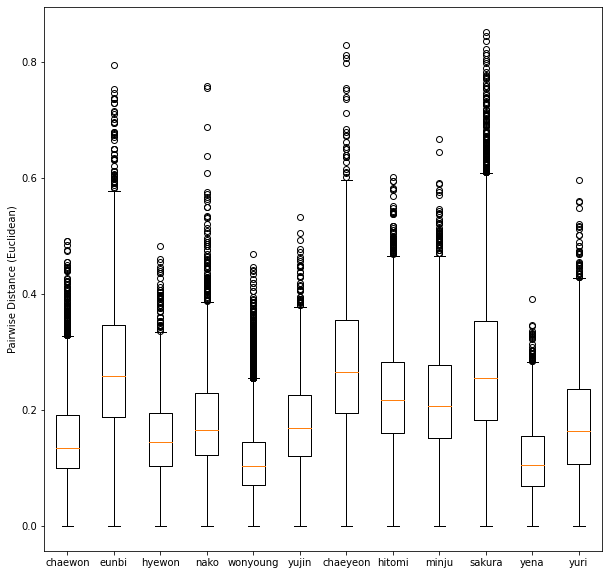 Pairwise Distance (Euclidean)
0.8
0.6
0.4
0.2
0.0
chaewon eunbi hyewon nako wonyoung yujin chaeyeon hitomi minju sakura yena yuri